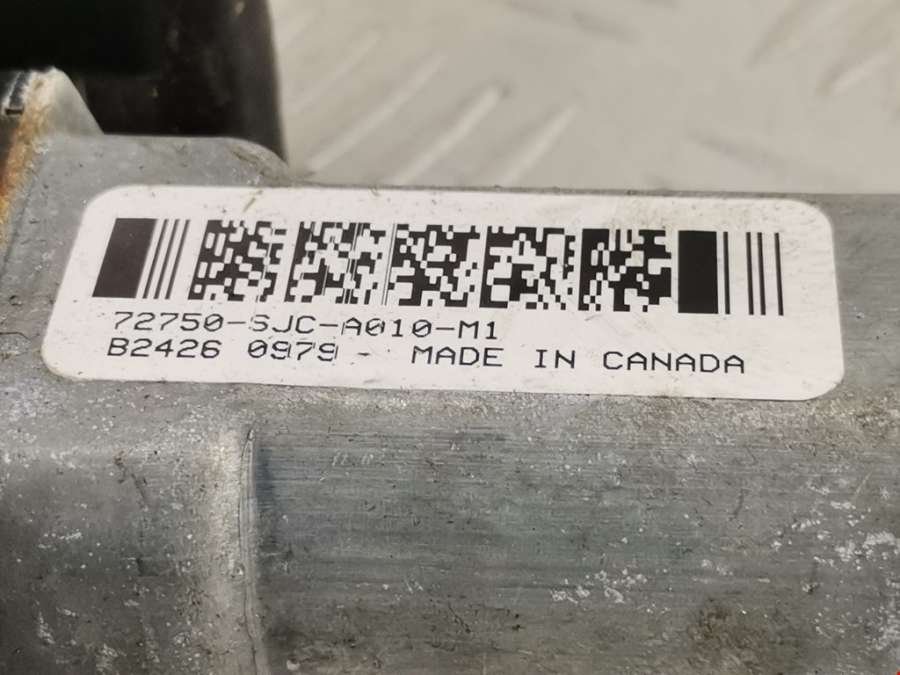 72750-SJC-A010-M1
B2426 0979 - MADE IN CANADA